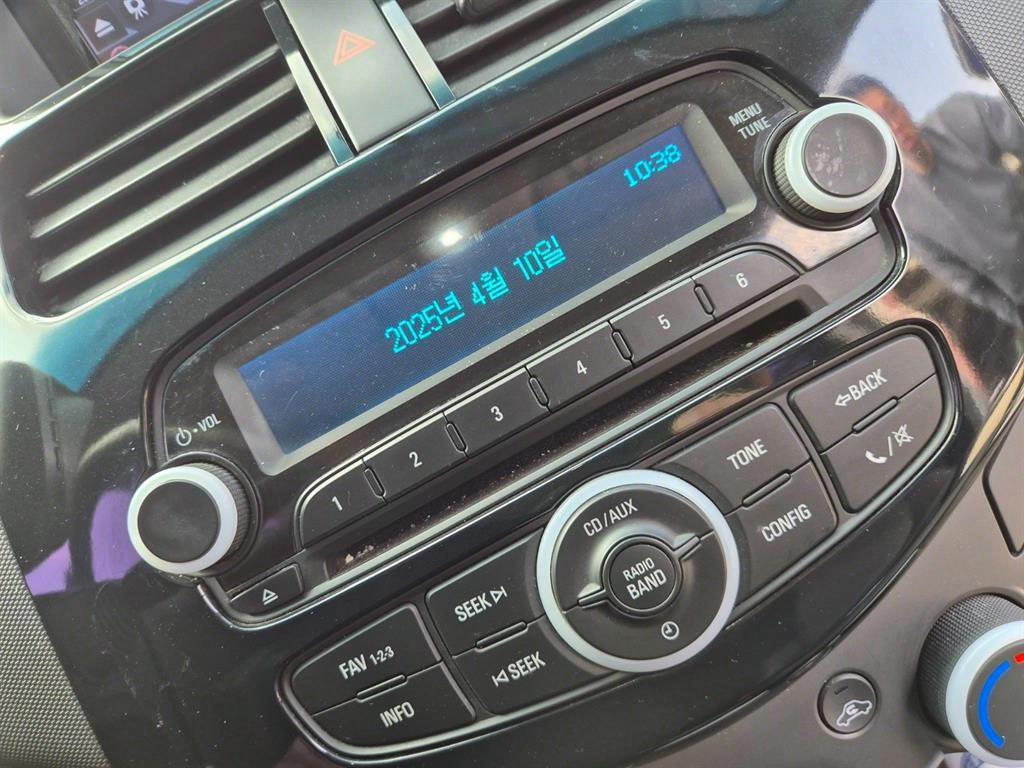 MENU
TUNE
10:38
2025년 4월 10일
VOL
1
2
3
4
5
6
BACK
TONE
CONFIG
CD/AUX
RADIO
BAND
SEEK
SEEK
FAV 1-2-3
INFO